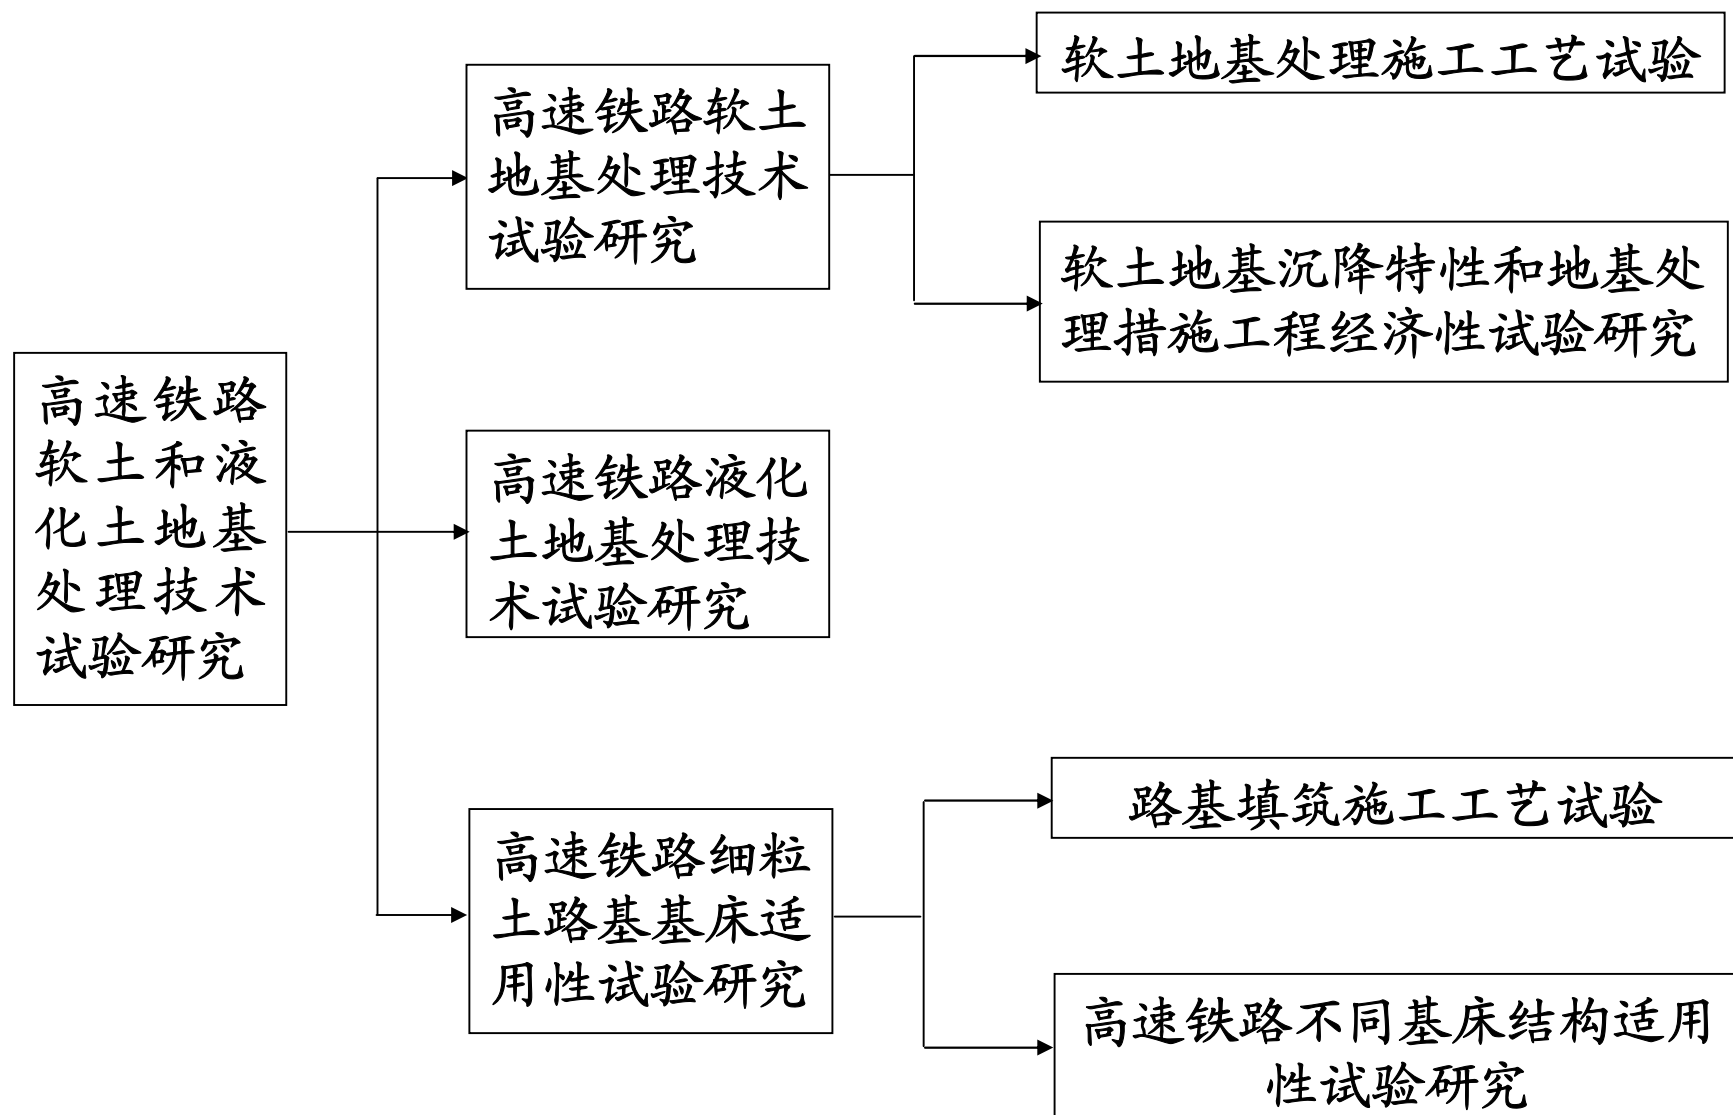 软土地基处理施工工艺试验
高速铁路软土
地基处理技术
试验研究
软土地基沉降特性和地基处
理措施工程经济性试验研究
高速铁路
软土和液
化土地基
处理技术
试验研究
高速铁路液化
土地基处理技
术试验研究
路基填筑施工工艺试验
高速铁路细粒
土路基基床适
用性试验研究
高速铁路不同基床结构适用
性试验研究